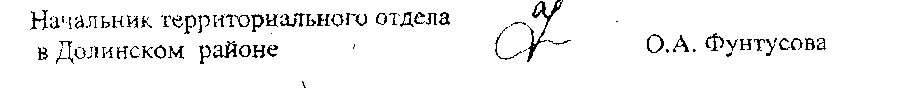 Начальник территориального отдела
в Долинском районе О.А. Фунтусова